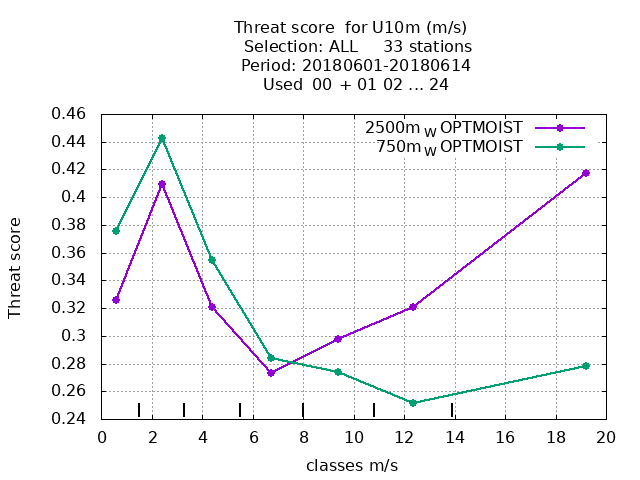 Threat score  for U10m (m/s)
Selection: ALL     33 stations
Period: 20180601-20180614
Used  00  + 01 02 ... 24
2500m W OPTMOIST
750m W OPTMOIST
0.46
0.44
0.42
0.4
0.38
0.36
0.34
0.32
0.3
0.28
0.26
0.24
Threat score
0 2 4 6 8 10 12 14 16 18 20
classes m/s